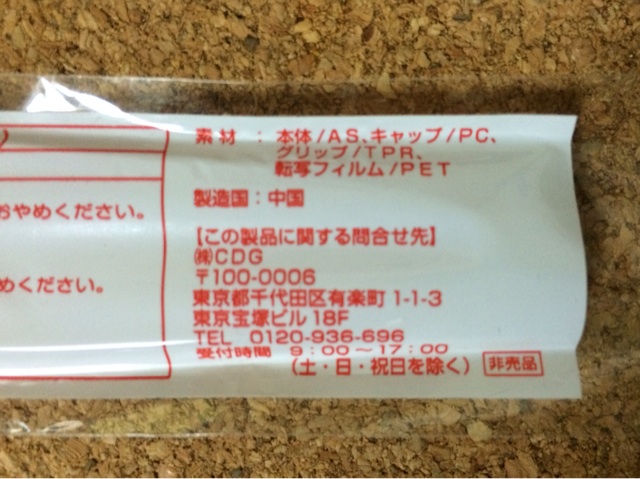 素材 : 本体/AS、キャップ/PC、
グリップ/TPR、
転写フィルム/PET
製造国：中国
おやめください。
めください。
【この製品に関する問合せ先】
㈱CDG
〒100-0006
東京都千代田区有楽町1-1-3
東京宝塚ビル18F
TEL 0120-936-696
受付時間 9：00～17：00
（土・日・祝日を除く）
非売品